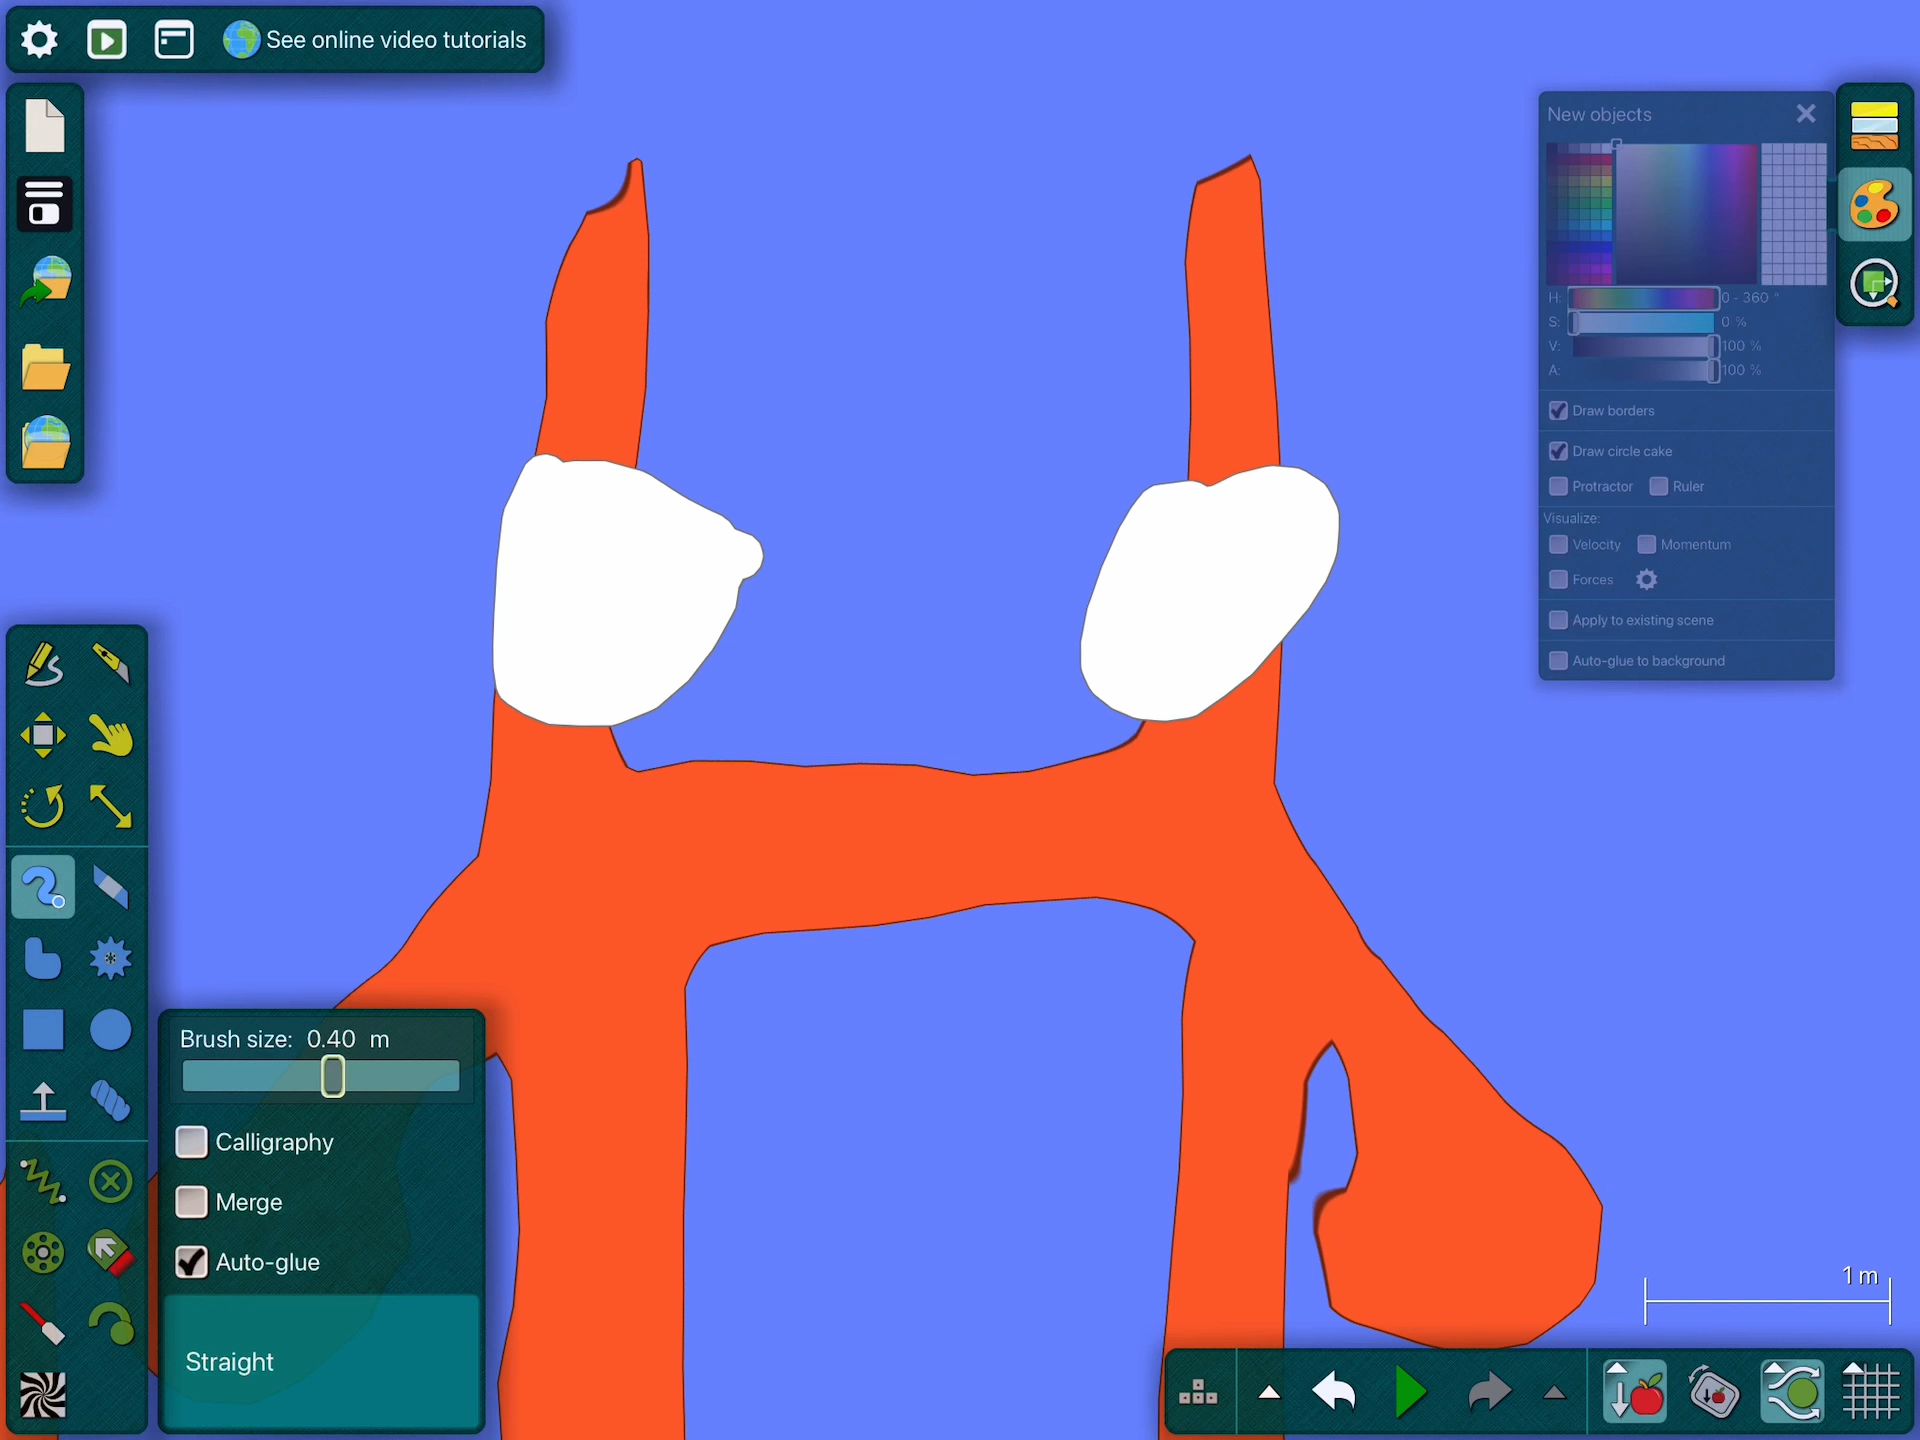 See online video tutorials
New objects
H: 0 - 360 °
S: 0 %
V: 100 %
A: 100 %
Draw borders
Draw circle cake
Protractor Ruler
Visualize:
Velocity Momentum
Forces
Apply to existing scene
Auto-glue to background
Brush size: 0.40 m
Calligraphy
Merge
Auto-glue
Straight
1 m